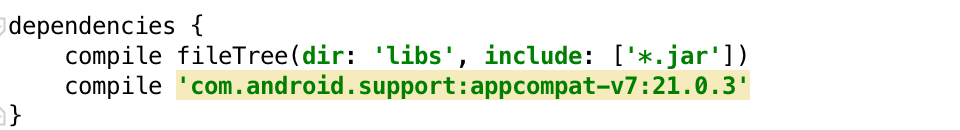 dependencies {
    compile fileTree(dir: 'libs', include: ['*.jar'])
    compile 'com.android.support:appcompat-v7:21.0.3'
}